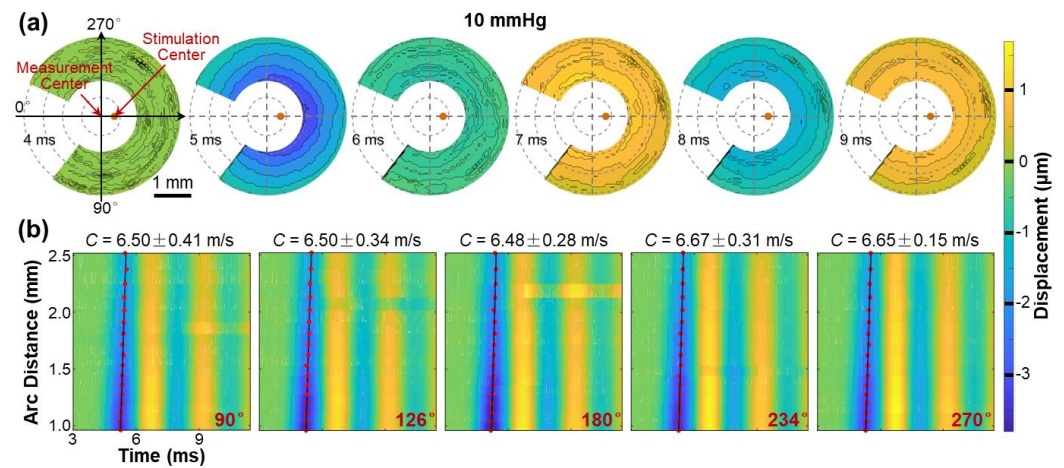 (a)
10 mmHg
270°
Stimulation
Center
Measurement
Center
0°
4 ms
5 ms
6 ms
7 ms
8 ms
9 ms
90°
1 mm
1
0
-1
-2
-3
Displacement (μm)
(b)
C = 6.50 ± 0.41 m/s
C = 6.50 ± 0.34 m/s
C = 6.48 ± 0.28 m/s
C = 6.67 ± 0.31 m/s
C = 6.65 ± 0.15 m/s
Arc Distance (mm)
2.5
2.0
1.5
1.0
90°
126°
180°
234°
270°
3 6 9
Time (ms)